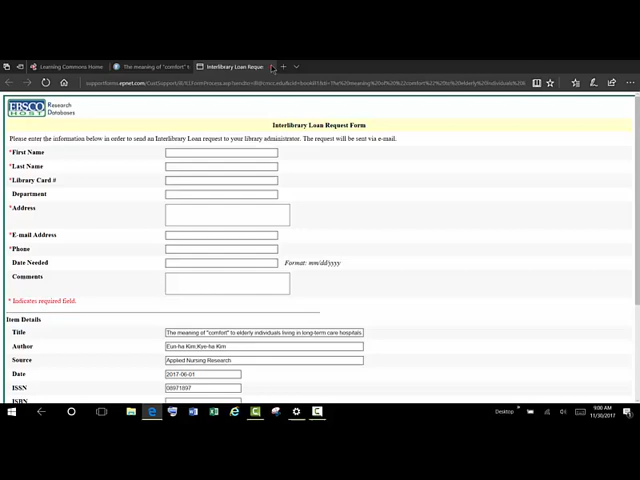 Learning Commons Home
The meaning of "comfort" t
Interlibrary Loan Reque
EBSCO HOST Research Databases
Interlibrary Loan Request Form
Please enter the information below in order to send an Interlibrary Loan request to your library administrator. The request will be sent via e-mail.
*First Name
*Last Name
*Library Card #
Department
*Address
*E-mail Address
*Phone
Date Needed Format: mm/dd/yyyy
Comments
* Indicates required field.
Item Details
Title The meaning of "comfort" to elderly individuals living in long-term care hospitals.
Author Eun-ha Kim;Kye-ha Kim
Source Applied Nursing Research
Date 2017-06-01
ISSN 08971897
ISBN
Desktop
9:00 AM
11/30/2017